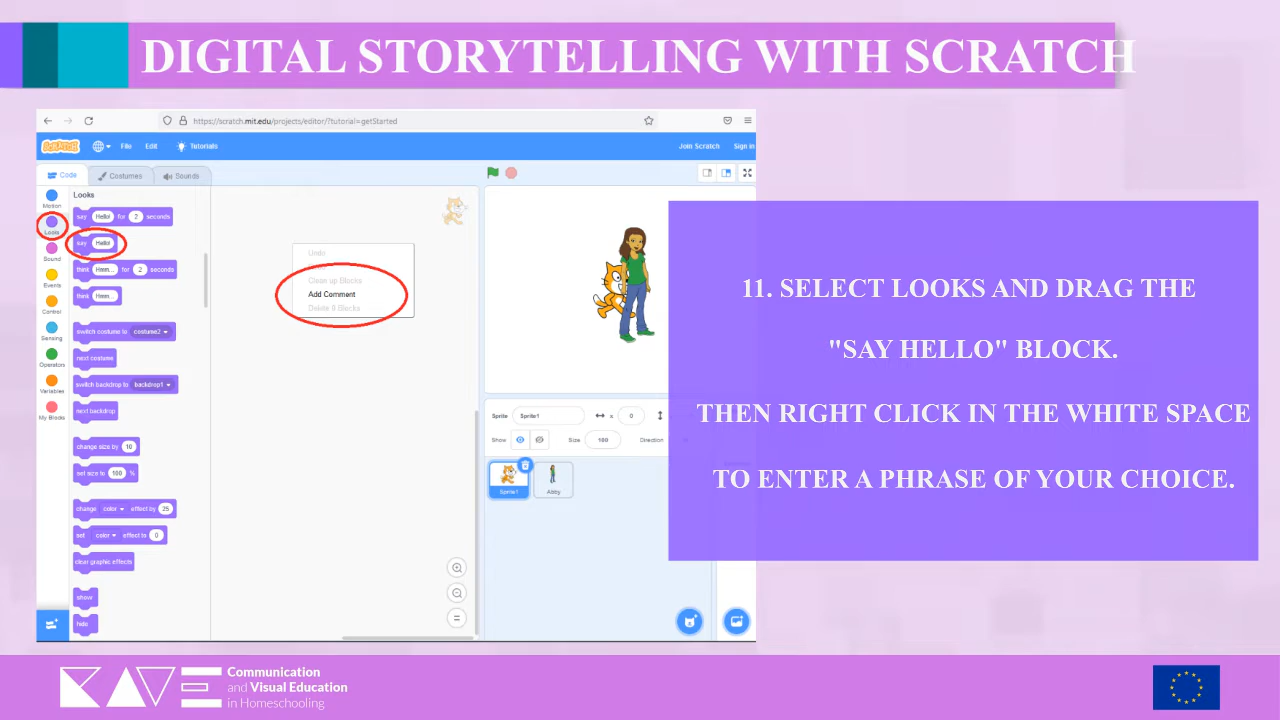 DIGITAL STORYTELLING WITH SCRATCH
https://scratch.mit.edu/projects/editor/?tutorial=getStarted
SCRATCH File Edit Tutorials Join Scratch Sign in
Code Costumes Sounds
Motion
Looks
Sound
Events
Control
Sensing
Operators
Variables
My Blocks
Looks
say Hello! for 2 seconds
say Hello!
think Hmm... for 2 seconds
think Hmm...
switch costume to costume2
next costume
switch backdrop to backdrop1
next backdrop
change size by 10
set size to 100 %
change color effect by 25
set color effect to 0
clear graphic effects
show
hide
Undo
Clean up Blocks
Add Comment
Delete 0 Blocks
Sprite Sprite1 x 0
Show Size 100 Direction
Sprite1
Abby
11. SELECT LOOKS AND DRAG THE
"SAY HELLO" BLOCK.
THEN RIGHT CLICK IN THE WHITE SPACE
TO ENTER A PHRASE OF YOUR CHOICE.
Communication
and Visual Education
in Homeschooling